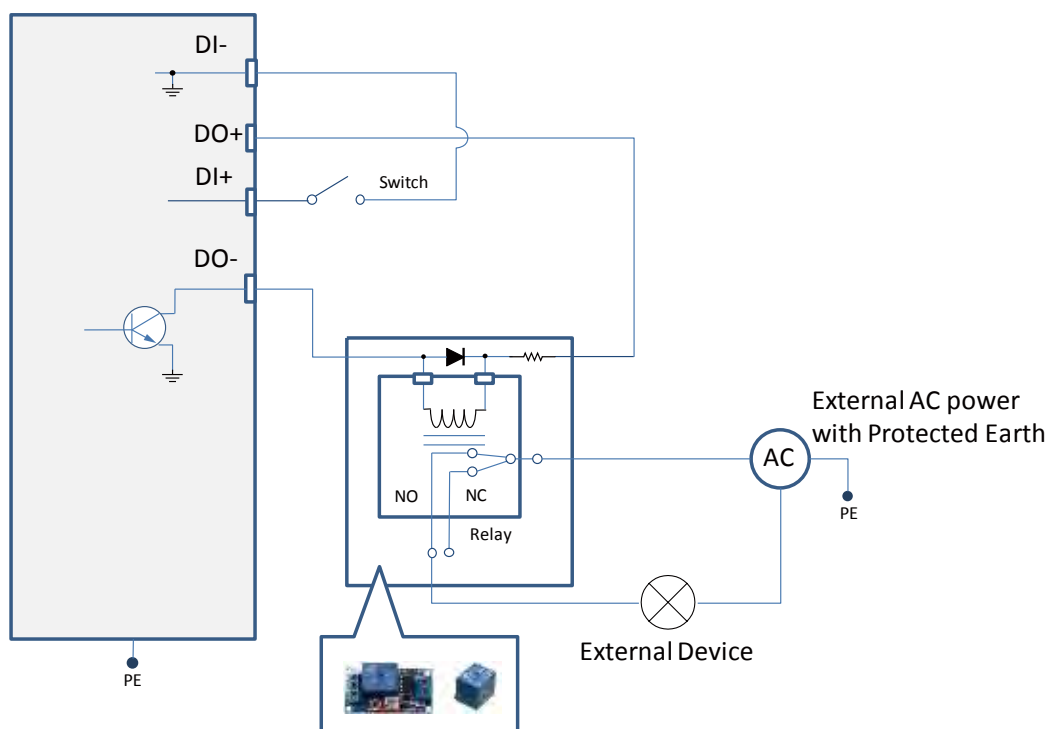 DI-
DO+
DI+
Switch
DO-
External AC power
with Protected Earth
AC
NO
NC
PE
Relay
External Device
PE